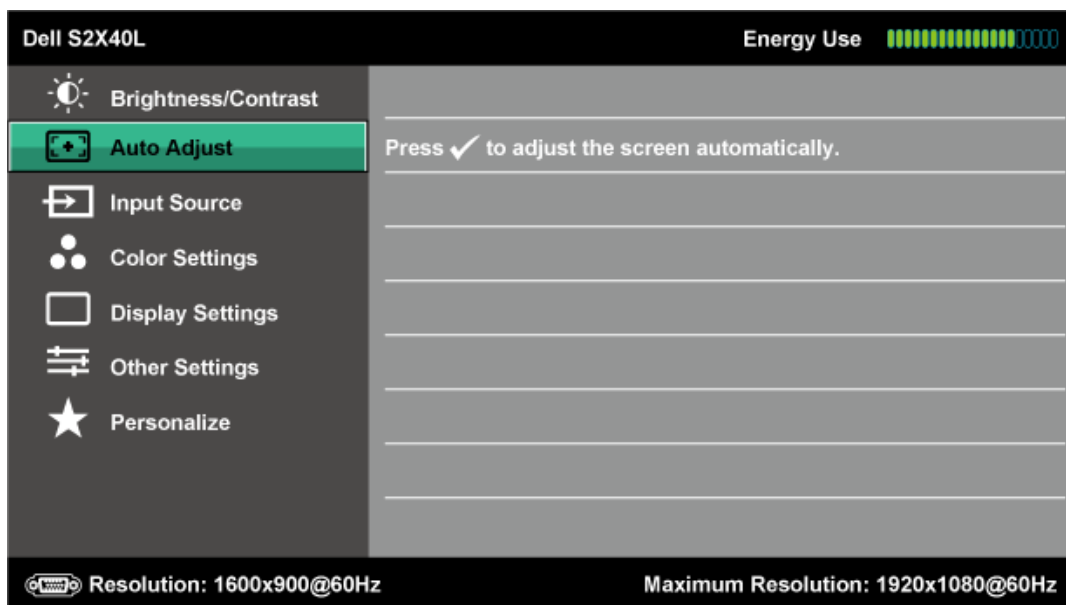 Dell S2X40L
Energy Use
Brightness/Contrast
Auto Adjust
Press ✓ to adjust the screen automatically.
Input Source
Color Settings
Display Settings
Other Settings
Personalize
Resolution: 1600x900@60Hz
Maximum Resolution: 1920x1080@60Hz